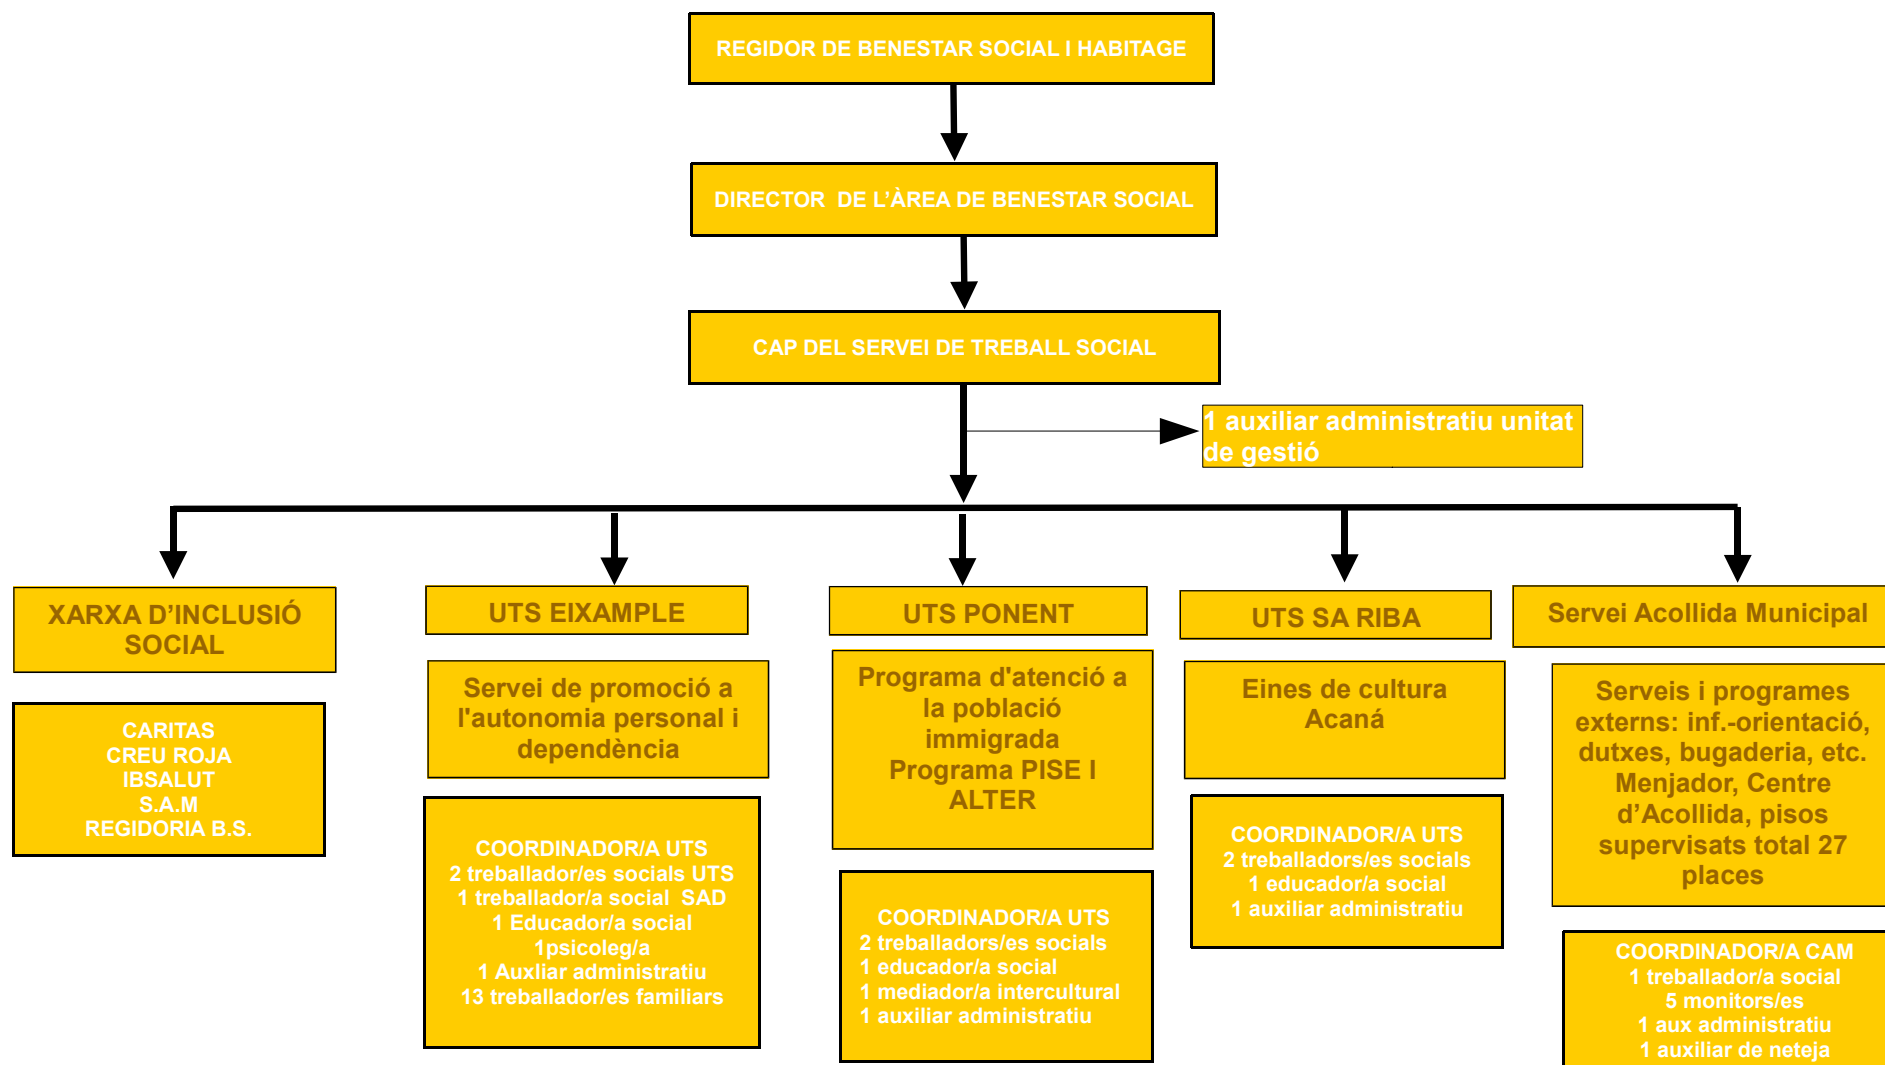 REGIDOR DE BENESTAR SOCIAL I HABITAGE
DIRECTOR DE L'ÀREA DE BENESTAR SOCIAL
CAP DEL SERVEI DE TREBALL SOCIAL
1 auxiliar administratiu unitat
de gestió
XARXA D'INCLUSIÓ
SOCIAL
CARITAS
CREU ROJA
IBSALUT
S.A.M
REGIDORIA B.S.
UTS EIXAMPLE
Servei de promoció a
l'autonomia personal i
dependència
COORDINADOR/A UTS
2 treballador/es socials UTS
1 treballador/a social SAD
1 Educador/a social
1psicoleg/a
1 Auxliar administratiu
13 treballador/es familiars
UTS PONENT
Programa d'atenció a
la població
immigrada
Programa PISE I
ALTER
COORDINADOR/A UTS
2 treballadors/es socials
1 educador/a social
1 mediador/a intercultural
1 auxiliar administratiu
UTS SA RIBA
Eines de cultura
Acaná
COORDINADOR/A UTS
2 treballadors/es socials
1 educador/a social
1 auxiliar administratiu
Servei Acollida Municipal
Serveis i programes
externs: inf.-orientació,
dutxes, bugaderia, etc.
Menjador, Centre
d'Acollida, pisos
supervisats total 27
places
COORDINADOR/A CAM
1 treballador/a social
5 monitors/es
1 aux administratiu
1 auxiliar de neteja